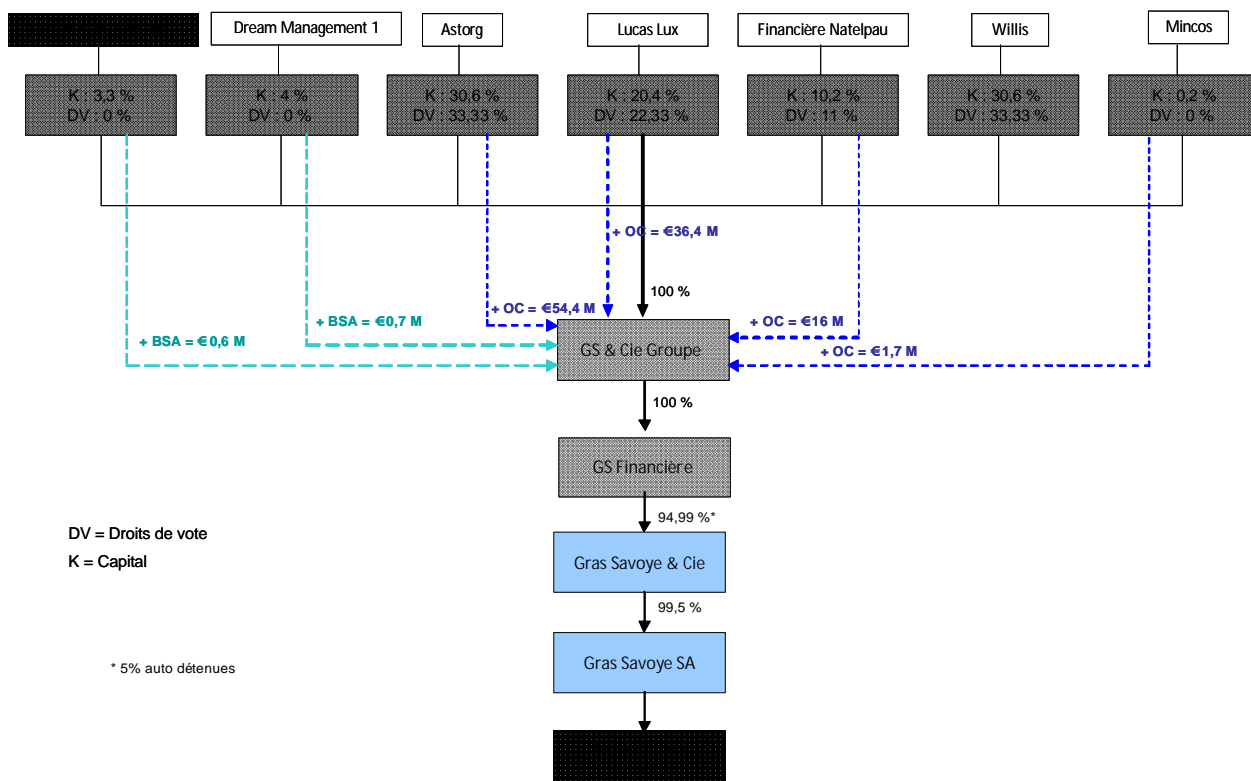 Dream Management 1
Astorg
Lucas Lux
Financière Natelpau
Willis
Mincos
K : 3,3 %
DV : 0 %
K : 4 %
DV : 0 %
K : 30,6 %
DV : 33,33 %
K : 20,4 %
DV : 22,33 %
K : 10,2 %
DV : 11 %
K : 30,6 %
DV : 33,33 %
K : 0,2 %
DV : 0 %
+ OC = €36,4 M
100 %
+ OC = €54,4 M
+ BSA = €0,7 M
+ BSA = €0,6 M
+ OC = €16 M
+ OC = €1,7 M
GS & Cie Groupe
100 %
GS Financière
94,99 %*
DV = Droits de vote
K = Capital
Gras Savoye & Cie
99,5 %
Gras Savoye SA
* 5% auto détenues